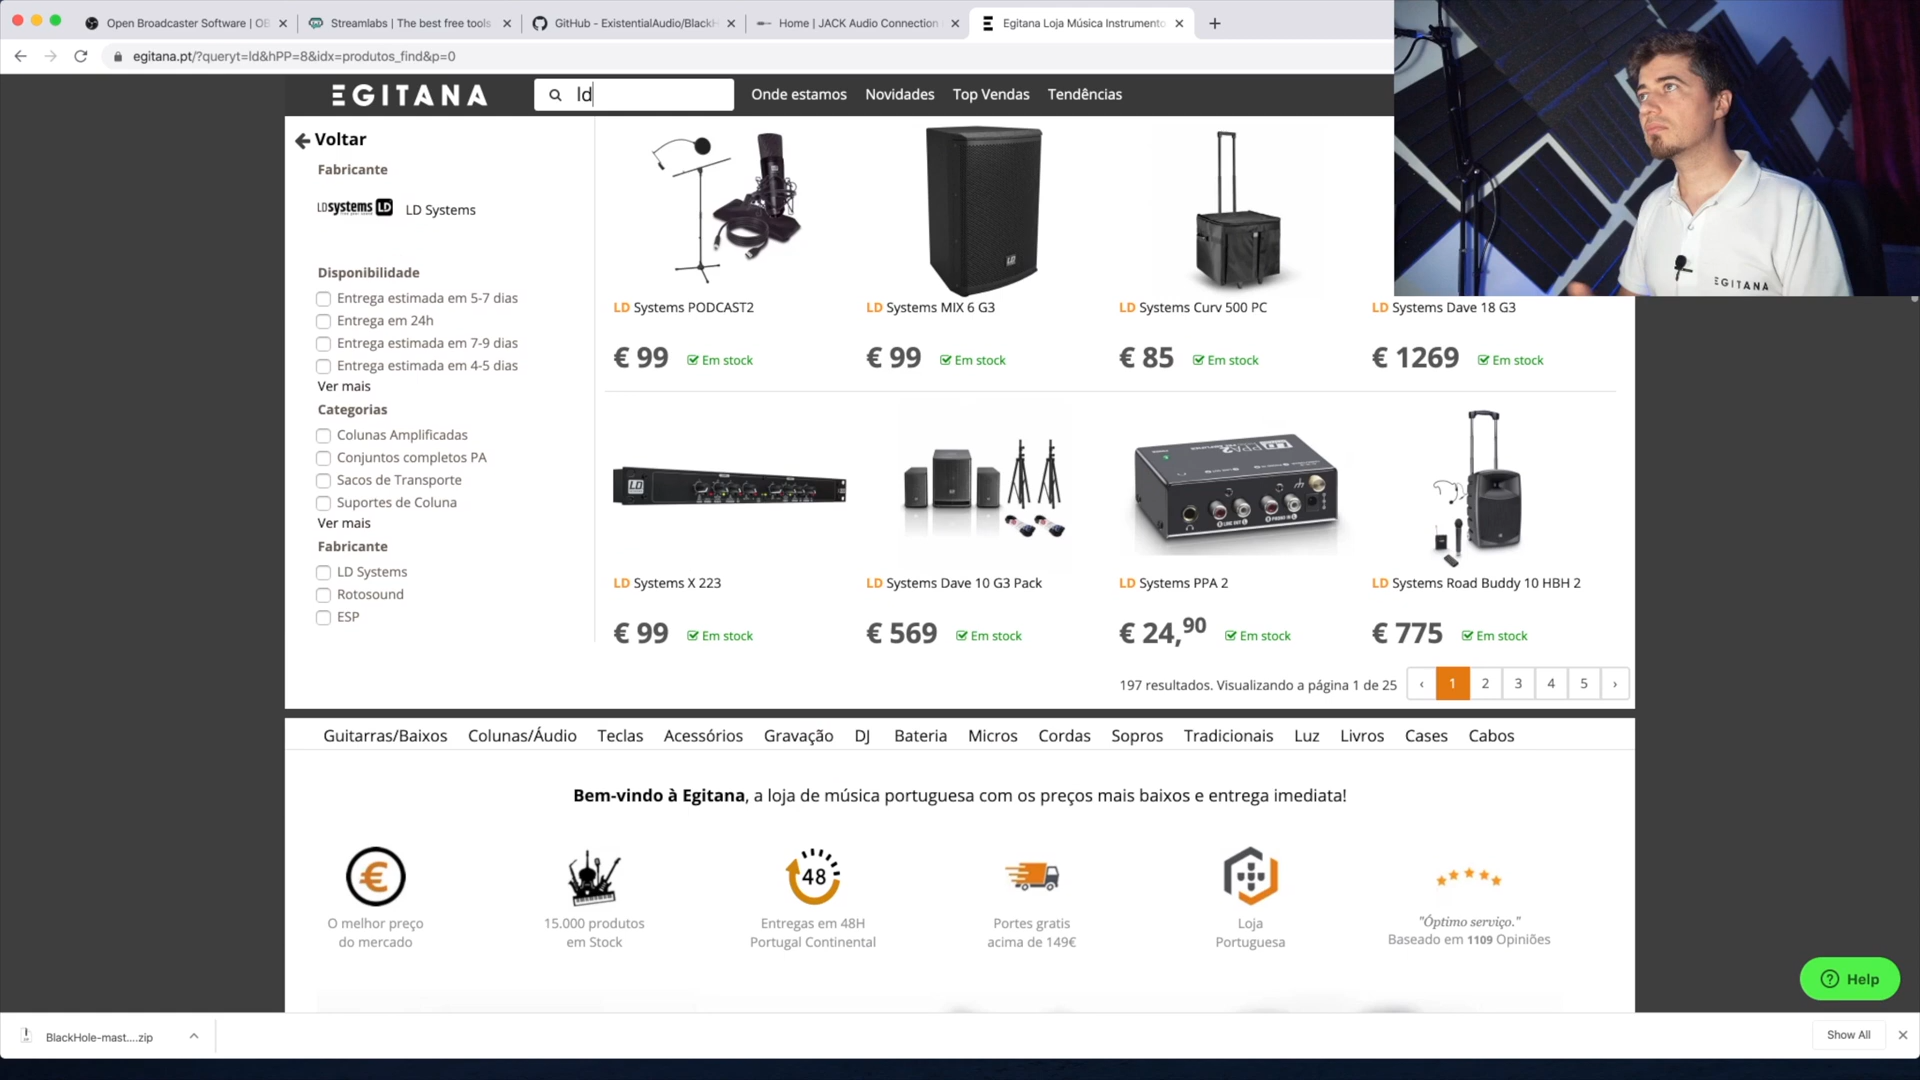 Open Broadcaster Software | OB
Streamlabs | The best free tools
GitHub - ExistentialAudio/BlackH
Home | JACK Audio Connection
Egitana Loja Música Instrumento
egitana.pt/?queryt=ld&hPP=8&idx=produtos_find&p=0
EGITANA
ld
Onde estamos
Novidades
Top Vendas
Tendências
Voltar
Fabricante
LDsystems LD
LD Systems
Disponibilidade
Entrega estimada em 5-7 dias
Entrega em 24h
Entrega estimada em 7-9 dias
Entrega estimada em 4-5 dias
Ver mais
Categorias
Colunas Amplificadas
Conjuntos completos PA
Sacos de Transporte
Suportes de Coluna
Ver mais
Fabricante
LD Systems
Rotosound
ESP
LD Systems PODCAST2
€ 99 Em stock
LD Systems MIX 6 G3
€ 99 Em stock
LD Systems Curv 500 PC
€ 85 Em stock
LD Systems Dave 18 G3
€ 1269 Em stock
LD Systems X 223
€ 99 Em stock
LD Systems Dave 10 G3 Pack
€ 569 Em stock
LD Systems PPA 2
€ 24,90 Em stock
LD Systems Road Buddy 10 HBH 2
€ 775 Em stock
197 resultados. Visualizando a página 1 de 25
‹ 1 2 3 4 5 ›
EGITANA
Guitarras/Baixos Colunas/Áudio Teclas Acessórios Gravação DJ Bateria Micros Cordas Sopros Tradicionais Luz Livros Cases Cabos
Bem-vindo à Egitana, a loja de música portuguesa com os preços mais baixos e entrega imediata!
€
O melhor preço
do mercado
15.000 produtos
em Stock
48
Entregas em 48H
Portugal Continental
Portes gratis
acima de 149€
Loja
Portuguesa
"Óptimo serviço."
Baseado em 1109 Opiniões
Help
BlackHole-mast....zip
Show All